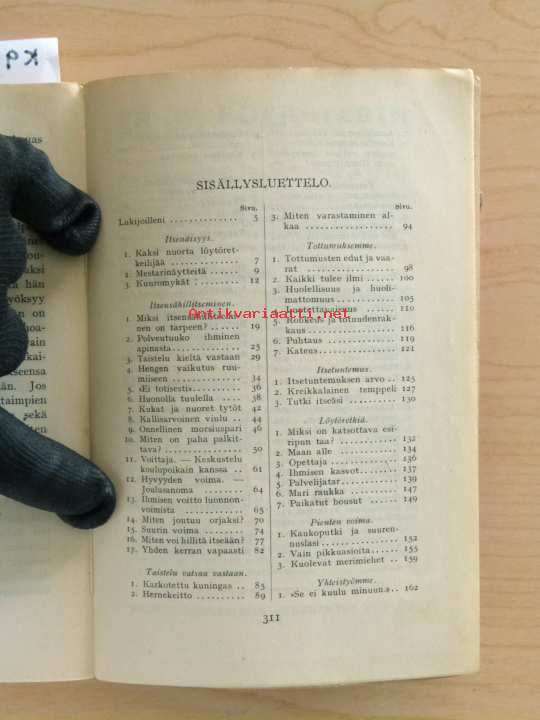 SISÄLLYSLUETTELO.
Sivu.
Lukijoilleni ............. 5
Itsenäisyys.
1. Kaksi nuorta löytöret-
keilijää ............ 7
2. Mestarinäytteitä ...... 9
3. Kuuromykät : ........ 12
Itsensähillitseminen.
1. Miksi itsensähillitsemi-
nen on tarpeen? .... 19
2. Polveutuuko ihminen
apinasta ............ 25
3. Taistelu kieltä vastaan 29
4. Hengen vaikutus ruu-
miiseen ............ 34
5. »Ei totisesti» ........ 36
6. Huonolla tuulella .... 38
7. Kukat ja nuoret tytöt 42
8. Kallisarvoinen viulu .. 44
9. Onnellinen morsiuspari 46
10. Miten on paha palkit-
tava? .............. 50
11. Voittaja. — Keskustelu
koulupoikain kanssa .. 61
12. Hyvyyden voima. —
Joulusanoma ........ 64
13. Ihmisen voitto luonnon-
voimista ............ 65
14. Miten joutuu orjaksi? 70
15. Suurin voima ........ 74
16. Miten voi hillitä itseään? 77
17. Yhden kerran vapaasti 82
Taistelu vatsaa vastaan.
1. Karkotettu kuningas .. 85
2. Hernekeitto .......... 89
Sivu.
3. Miten varastaminen al-
kaa ................ 94
Tottumuksemme.
1. Tottumusten edut ja vaa-
rat ................ 98
2. Kaikki tulee ilmi .... 100
3. Huolellisuus ja huoli-
mattomuus .......... 105
110
5. Rohkeus ja totuudenrak-
kaus ................ 116
6. Puhtaus ............ 119
7. Kateus .............. 121
Itsetuntemus.
1. Itsetuntemuksen arvo .. 125
2. Kreikkalainen temppeli 127
3. Tutki itseäsi ........ 130
Löytöretkiä.
1. Miksi on katsottava esi-
ripun taa? .......... 132
2. Maan alle .......... 134
3. Opettaja ............ 136
4. Ihmisen kasvot ...... 137
5. Palvelijatar .......... 139
6. Mari raukka ........ 147
7. Paikatut housut ...... 149
Pienten voima.
1. Kaukoputki ja suuren-
nuslasi .............. 152
2. Vain pikkuasioita .... 155
3. Kuolevat merimiehet .. 159
Yhteistyömme.
1. »Se ei kuulu minuun.» .. 162
311
Antikvariaatti.net